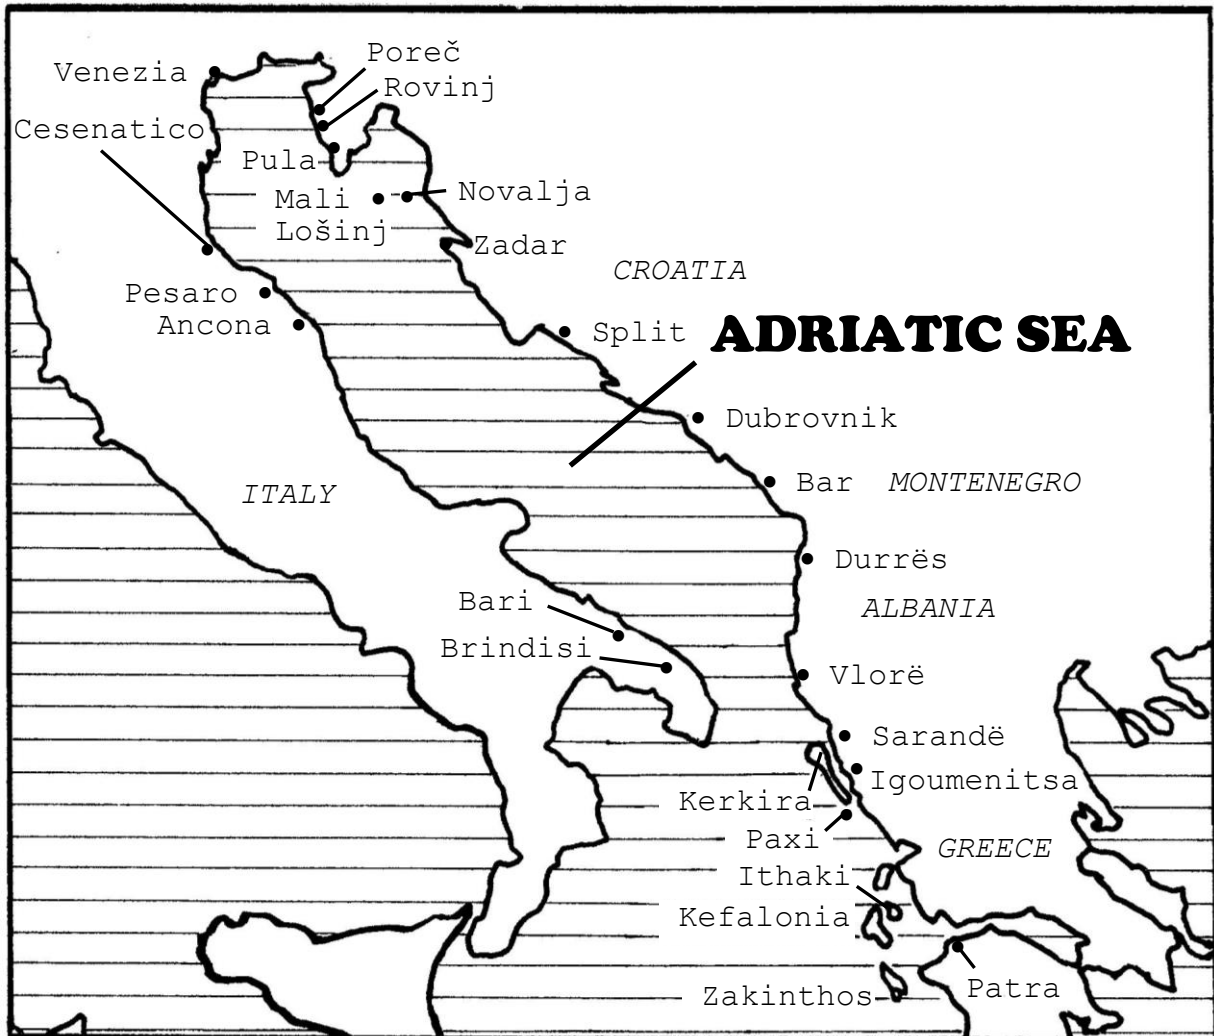 Poreč
Venezia
Rovinj
Cesenatico
Pula
Mali
Lošinj
Novalja
Zadar
CROATIA
Pesaro
Ancona
Split
ADRIATIC SEA
Dubrovnik
ITALY
Bar
MONTENEGRO
Durrës
Bari
ALBANIA
Brindisi
Vlorë
Sarandë
Igoumenitsa
Kerkira
Paxi
GREECE
Ithaki
Kefalonia
Zakinthos
Patra